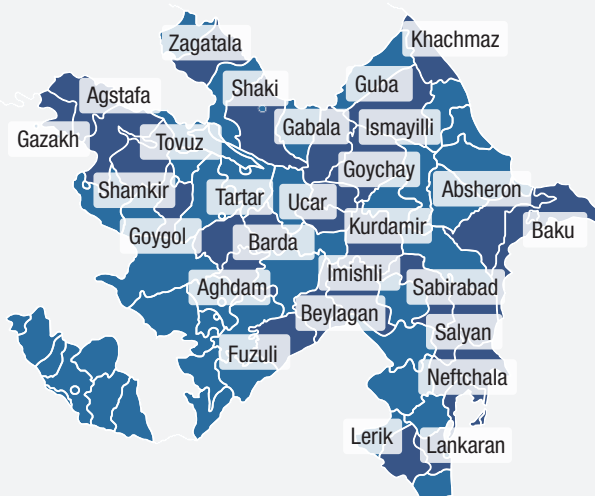 Khachmaz
Zagatala
Shaki
Guba
Agstafa
Gabala
Ismayilli
Gazakh
Tovuz
Goychay
Shamkir
Tartar
Ucar
Absheron
Goygol
Barda
Kurdamir
Baku
Imishli
Aghdam
Sabirabad
Beylagan
Salyan
Fuzuli
Neftchala
Lerik
Lankaran